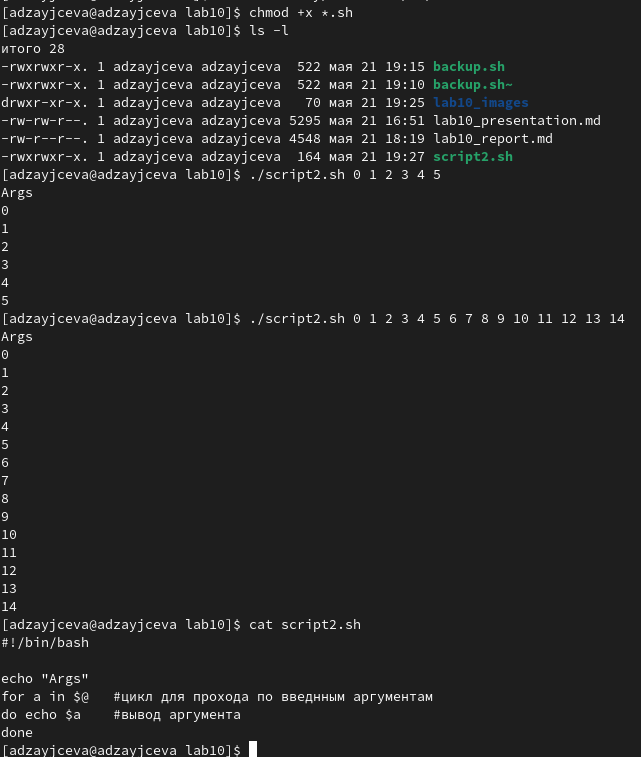 [adzayjceva@adzayjceva lab10]$ chmod +x *.sh
[adzayjceva@adzayjceva lab10]$ ls -l
итого 28
-rwxrwxr-x. 1 adzayjceva adzayjceva  522 мая 21 19:15 backup.sh
-rwxrwxr-x. 1 adzayjceva adzayjceva  522 мая 21 19:10 backup.sh~
drwxr-xr-x. 1 adzayjceva adzayjceva   70 мая 21 19:25 lab10_images
-rw-rw-r--. 1 adzayjceva adzayjceva 5295 мая 21 16:51 lab10_presentation.md
-rw-r--r--. 1 adzayjceva adzayjceva 4548 мая 21 18:19 lab10_report.md
-rwxrwxr-x. 1 adzayjceva adzayjceva  164 мая 21 19:27 script2.sh
[adzayjceva@adzayjceva lab10]$ ./script2.sh 0 1 2 3 4 5
Args
0
1
2
3
4
5
[adzayjceva@adzayjceva lab10]$ ./script2.sh 0 1 2 3 4 5 6 7 8 9 10 11 12 13 14
Args
0
1
2
3
4
5
6
7
8
9
10
11
12
13
14
[adzayjceva@adzayjceva lab10]$ cat script2.sh
#!/bin/bash

echo "Args"
for a in $@   #цикл для прохода по введнным аргументам
do echo $a    #вывод аргумента
done
[adzayjceva@adzayjceva lab10]$